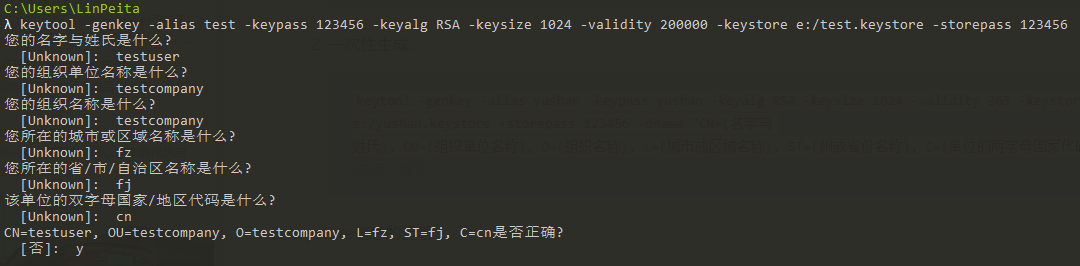 C:\Users\LinPeita
λ keytool -genkey -alias test -keypass 123456 -keyalg RSA -keysize 1024 -validity 200000 -keystore e:/test.keystore -storepass 123456
您的名字与姓氏是什么?
[Unknown]:  testuser
您的组织单位名称是什么?
[Unknown]:  testcompany
您的组织名称是什么?
[Unknown]:  testcompany
您所在的城市或区域名称是什么?
[Unknown]:  fz
您所在的省/市/自治区名称是什么?
[Unknown]:  fj
该单位的双字母国家/地区代码是什么?
[Unknown]:  cn
CN=testuser, OU=testcompany, O=testcompany, L=fz, ST=fj, C=cn是否正确?
[否]:  y